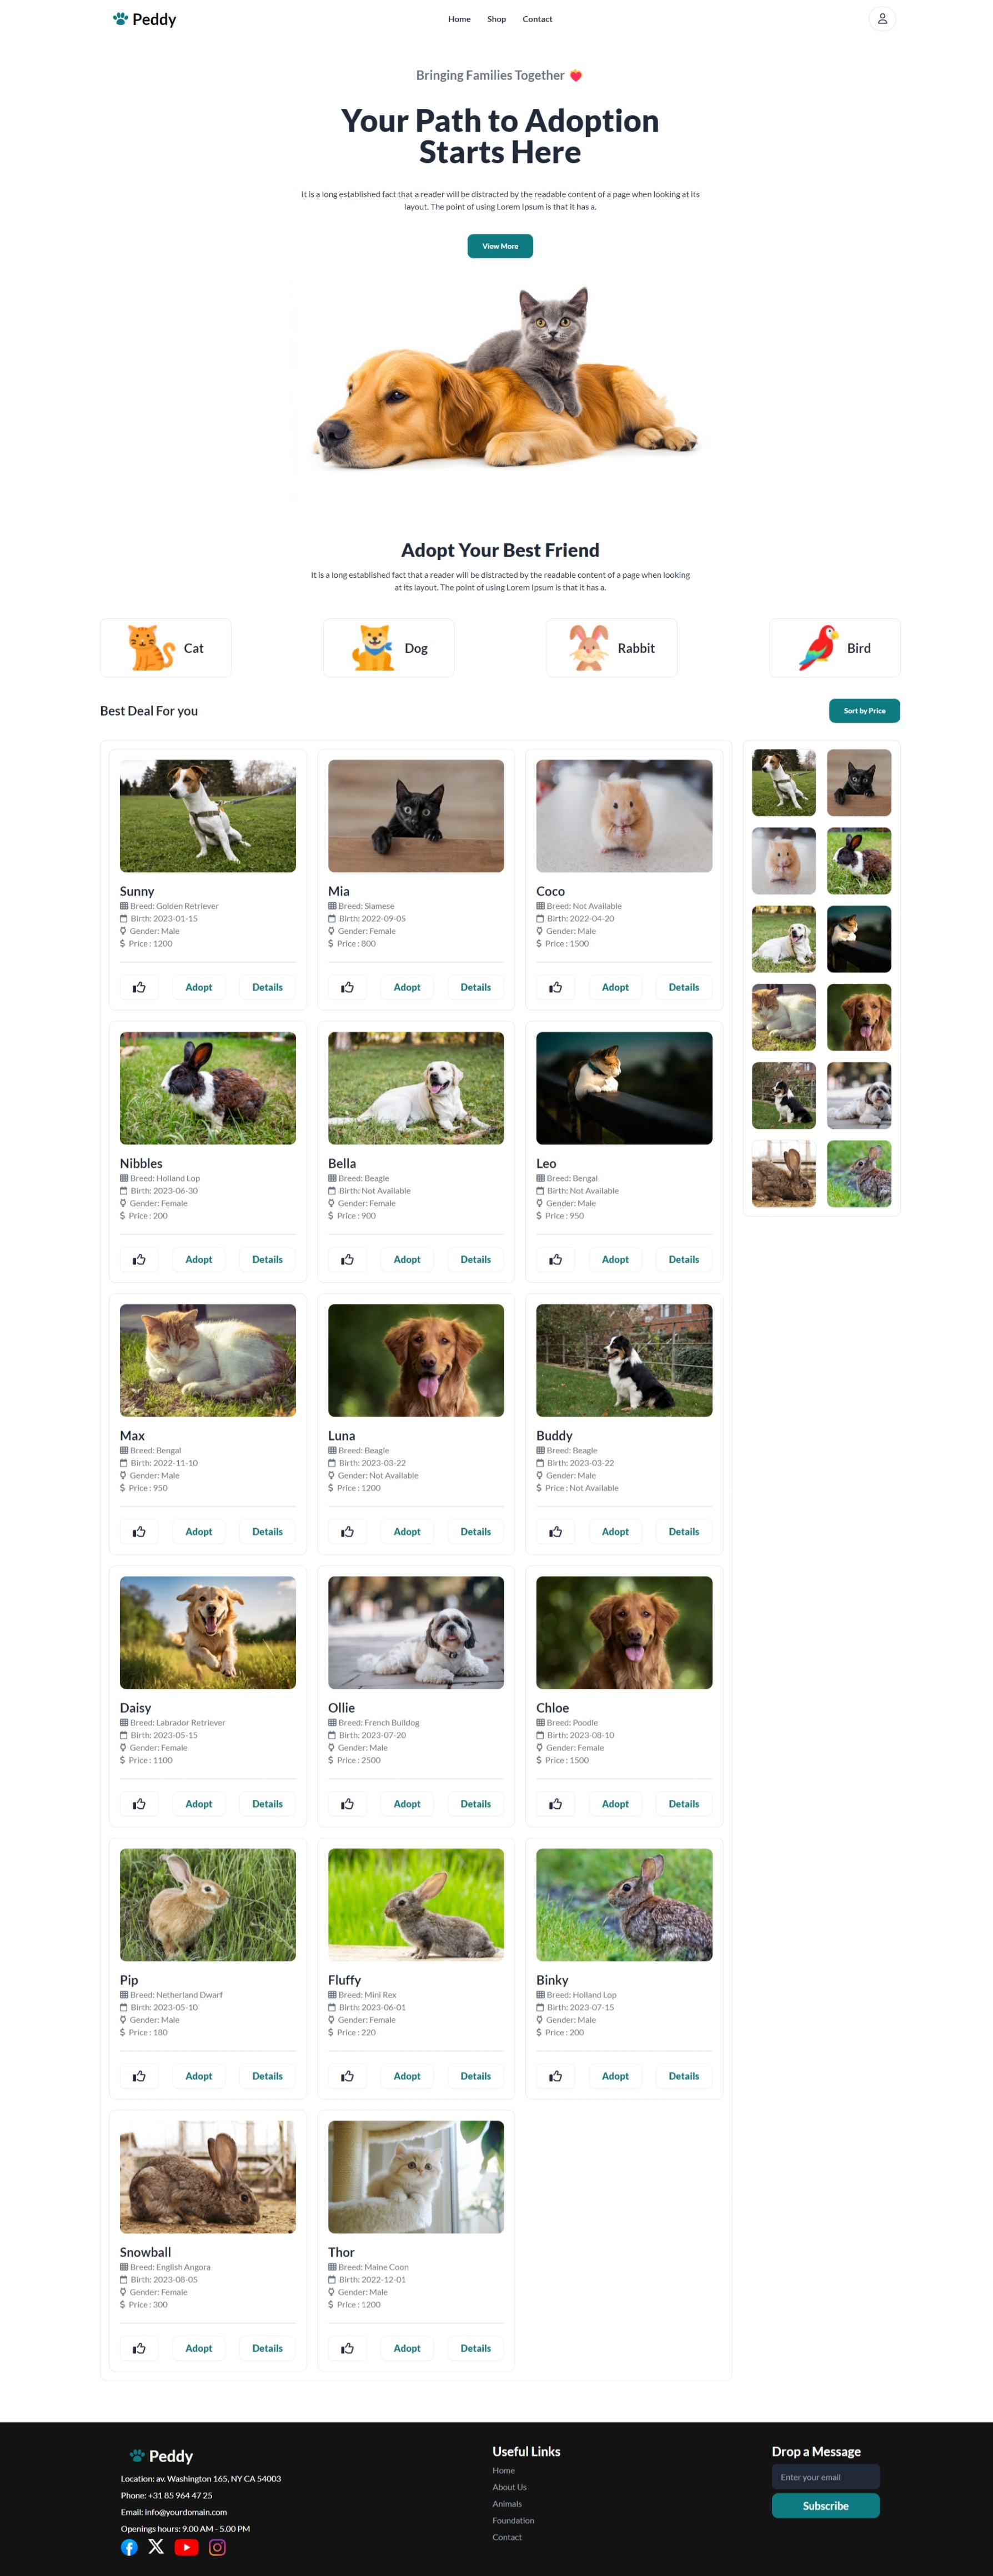 Peddy
Home Shop Contact
Bringing Families Together
Your Path to Adoption
Starts Here
It is a long established fact that a reader will be distracted by the readable content of a page when looking at its
layout. The point of using Lorem Ipsum is that it has a.
View More
Adopt Your Best Friend
It is a long established fact that a reader will be distracted by the readable content of a page when looking
at its layout. The point of using Lorem Ipsum is that it has a.
Cat
Dog
Rabbit
Bird
Best Deal For you
Sort by Price
Sunny
Breed: Golden Retriever
Birth: 2023-01-15
Gender: Male
$ Price : 1200
Adopt Details
Mia
Breed: Siamese
Birth: 2022-09-05
Gender: Female
$ Price : 800
Adopt Details
Coco
Breed: Not Available
Birth: 2022-04-20
Gender: Male
$ Price : 1500
Adopt Details
Nibbles
Breed: Holland Lop
Birth: 2023-06-30
Gender: Female
$ Price : 200
Adopt Details
Bella
Breed: Beagle
Birth: Not Available
Gender: Female
$ Price : 900
Adopt Details
Leo
Breed: Bengal
Birth: Not Available
Gender: Male
$ Price : 950
Adopt Details
Max
Breed: Bengal
Birth: 2022-11-10
Gender: Male
$ Price : 950
Adopt Details
Luna
Breed: Beagle
Birth: 2023-03-22
Gender: Not Available
$ Price : 1200
Adopt Details
Buddy
Breed: Beagle
Birth: 2023-03-22
Gender: Male
$ Price : Not Available
Adopt Details
Daisy
Breed: Labrador Retriever
Birth: 2023-05-15
Gender: Female
$ Price : 1100
Adopt Details
Ollie
Breed: French Bulldog
Birth: 2023-07-20
Gender: Male
$ Price : 2500
Adopt Details
Chloe
Breed: Poodle
Birth: 2023-08-10
Gender: Female
$ Price : 1500
Adopt Details
Pip
Breed: Netherland Dwarf
Birth: 2023-05-10
Gender: Male
$ Price : 180
Adopt Details
Fluffy
Breed: Mini Rex
Birth: 2023-06-01
Gender: Female
$ Price : 220
Adopt Details
Binky
Breed: Holland Lop
Birth: 2023-07-15
Gender: Male
$ Price : 200
Adopt Details
Snowball
Breed: English Angora
Birth: 2023-08-05
Gender: Female
$ Price : 300
Adopt Details
Thor
Breed: Maine Coon
Birth: 2022-12-01
Gender: Male
$ Price : 1200
Adopt Details
Peddy
Location: av. Washington 165, NY CA 54003
Phone: +31 85 964 47 25
Email: info@yourdomain.com
Openings hours: 9.00 AM - 5.00 PM
Useful Links
Home
About Us
Animals
Foundation
Contact
Drop a Message
Enter your email
Subscribe